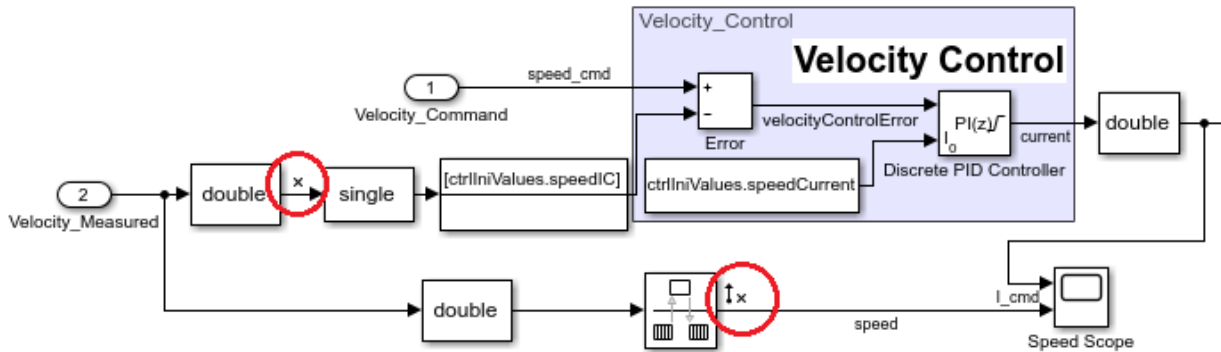 Velocity_Control
Velocity Control
speed_cmd
1
Velocity_Command
+
−
Error
velocityControlError
PI(z)
I_o
Discrete PID Controller
current
double
2
Velocity_Measured
double
×
single
[ctrlIniValues.speedIC]
ctrlIniValues.speedCurrent
double
×
speed
I_cmd
Speed Scope